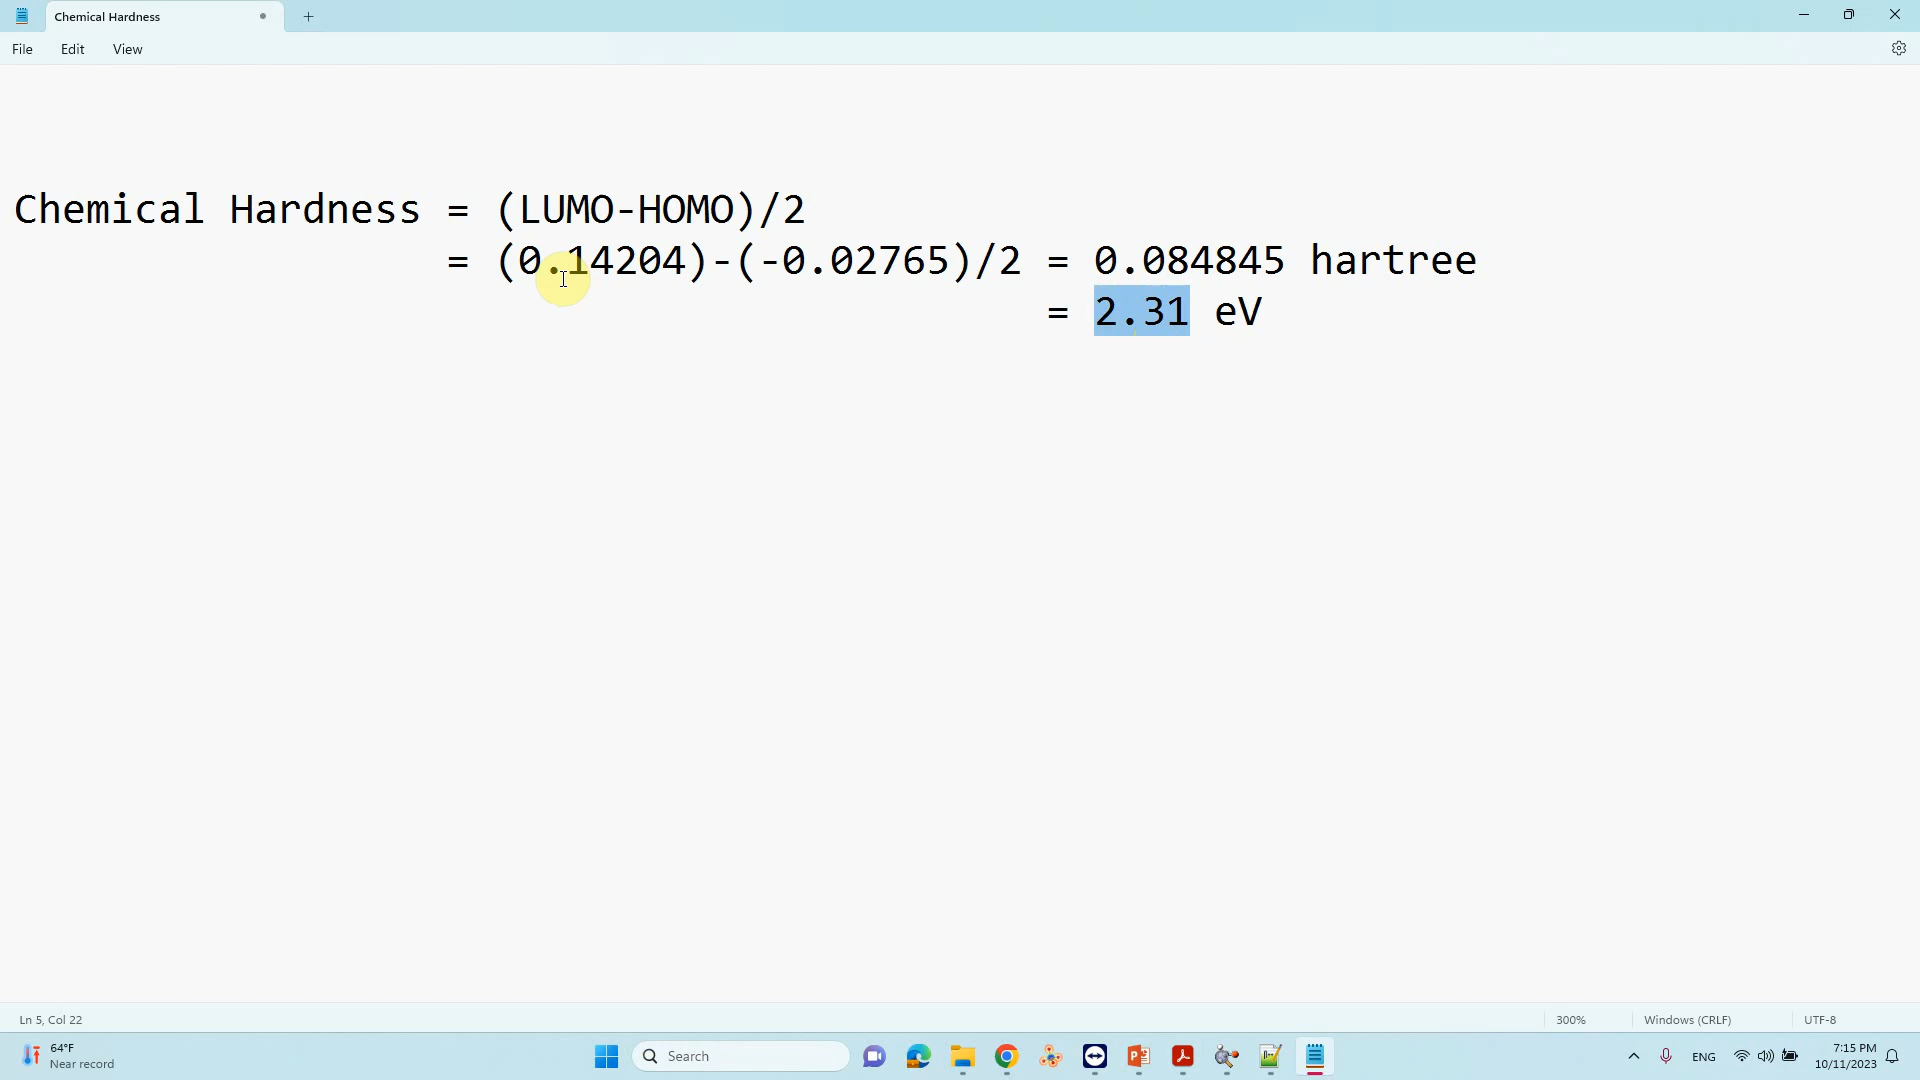 Chemical Hardness
File Edit View
Chemical Hardness = (LUMO-HOMO)/2
= (0.14204)-(-0.02765)/2 = 0.084845 hartree
= 2.31 eV
Ln 5, Col 22 300% Windows (CRLF) UTF-8
64°F
Near record
Search
ENG
7:15 PM
10/11/2023